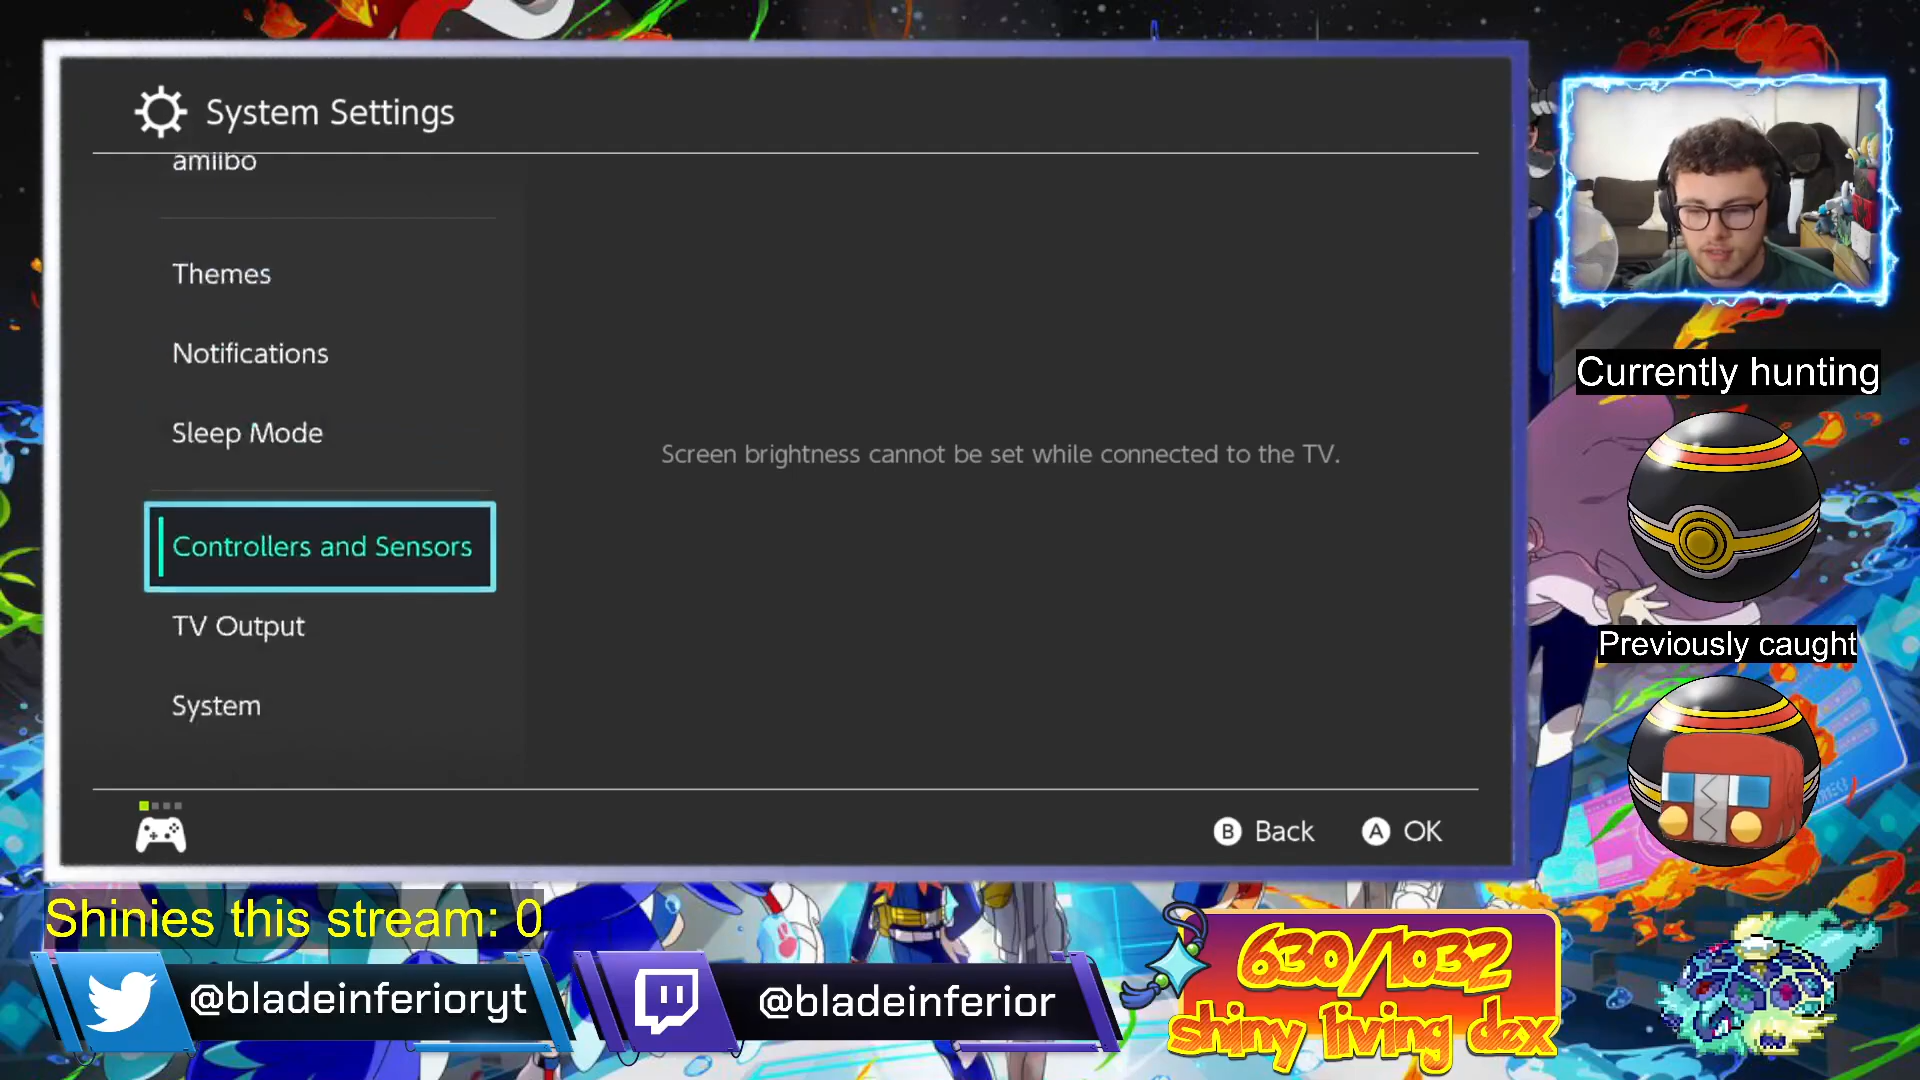 System Settings
amiibo
Themes
Notifications
Sleep Mode
Controllers and Sensors
TV Output
System
Screen brightness cannot be set while connected to the TV.
B Back
A OK
Currently hunting
Previously caught
Shinies this stream: 0
@bladeinferioryt
@bladeinferior
630/1032
shiny living dex